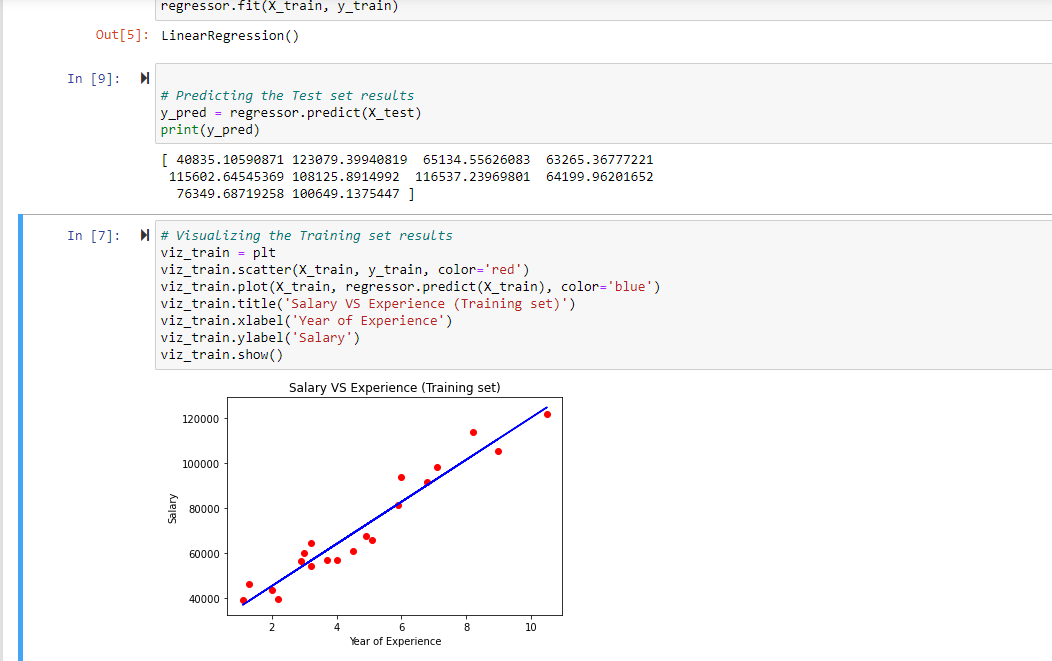 regressor.fit(X_train, y_train)
Out[5]: LinearRegression()
In [9]:
# Predicting the Test set results
y_pred = regressor.predict(X_test)
print(y_pred)
[ 40835.10590871 123079.39940819  65134.55626083  63265.36777221
 115602.64545369 108125.8914992  116537.23969801  64199.96201652
  76349.68719258 100649.1375447 ]
In [7]: # Visualizing the Training set results
viz_train = plt
viz_train.scatter(X_train, y_train, color='red')
viz_train.plot(X_train, regressor.predict(X_train), color='blue')
viz_train.title('Salary VS Experience (Training set)')
viz_train.xlabel('Year of Experience')
viz_train.ylabel('Salary')
viz_train.show()
Salary VS Experience (Training set)
120000
100000
80000
60000
40000
Salary
2 4 6 8 10
Year of Experience